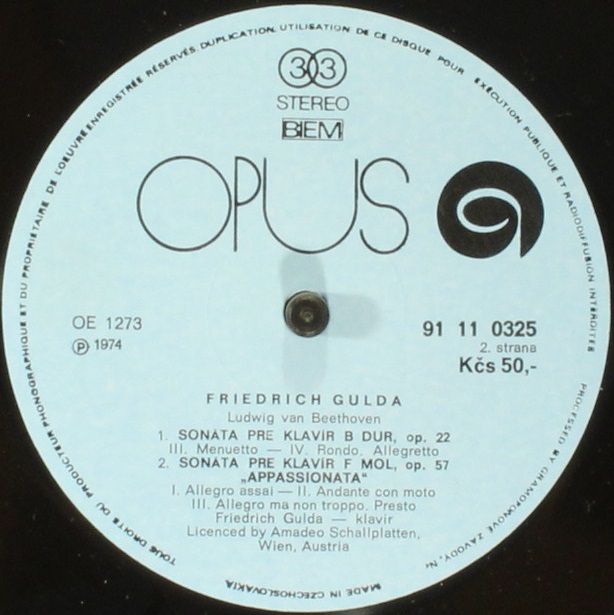 TOUS DROITS DU PRODUCTEUR PHONOGRAPHIQUE ET DU PROPRIÉTAIRE DE L'OEUVRE ENREGISTRÉE RÉSERVÉS. DUPLICATION, UTILISATION DE CE DISQUE POUR EXÉCUTION PUBLIQUE ET RADIODIFFUSION INTERDITES
33
STEREO
BIEM
OPUS
OE 1273
91 11 0325
Ⓟ 1974
2. strana
Kčs 50,-
FRIEDRICH GULDA
Ludwig van Beethoven
1. SONÁTA PRE KLAVÍR B DUR, op. 22
III. Menuetto — IV. Rondo. Allegretto
2. SONÁTA PRE KLAVÍR F MOL, op. 57
„APPASSIONATA“
I. Allegro assai — II. Andante con moto
III. Allegro ma non troppo. Presto
Friedrich Gulda — klavír
Licenced by Amadeo Schallplatten,
Wien, Austria
MADE IN CZECHOSLOVAKIA
PROCESSED BY GRAMOFONOVÉ ZÁVODY, N.